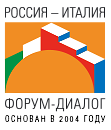 РОССИЯ – ИТАЛИЯ
ФОРУМ-ДИАЛОГ
ОСНОВАН В 2004 ГОДУ